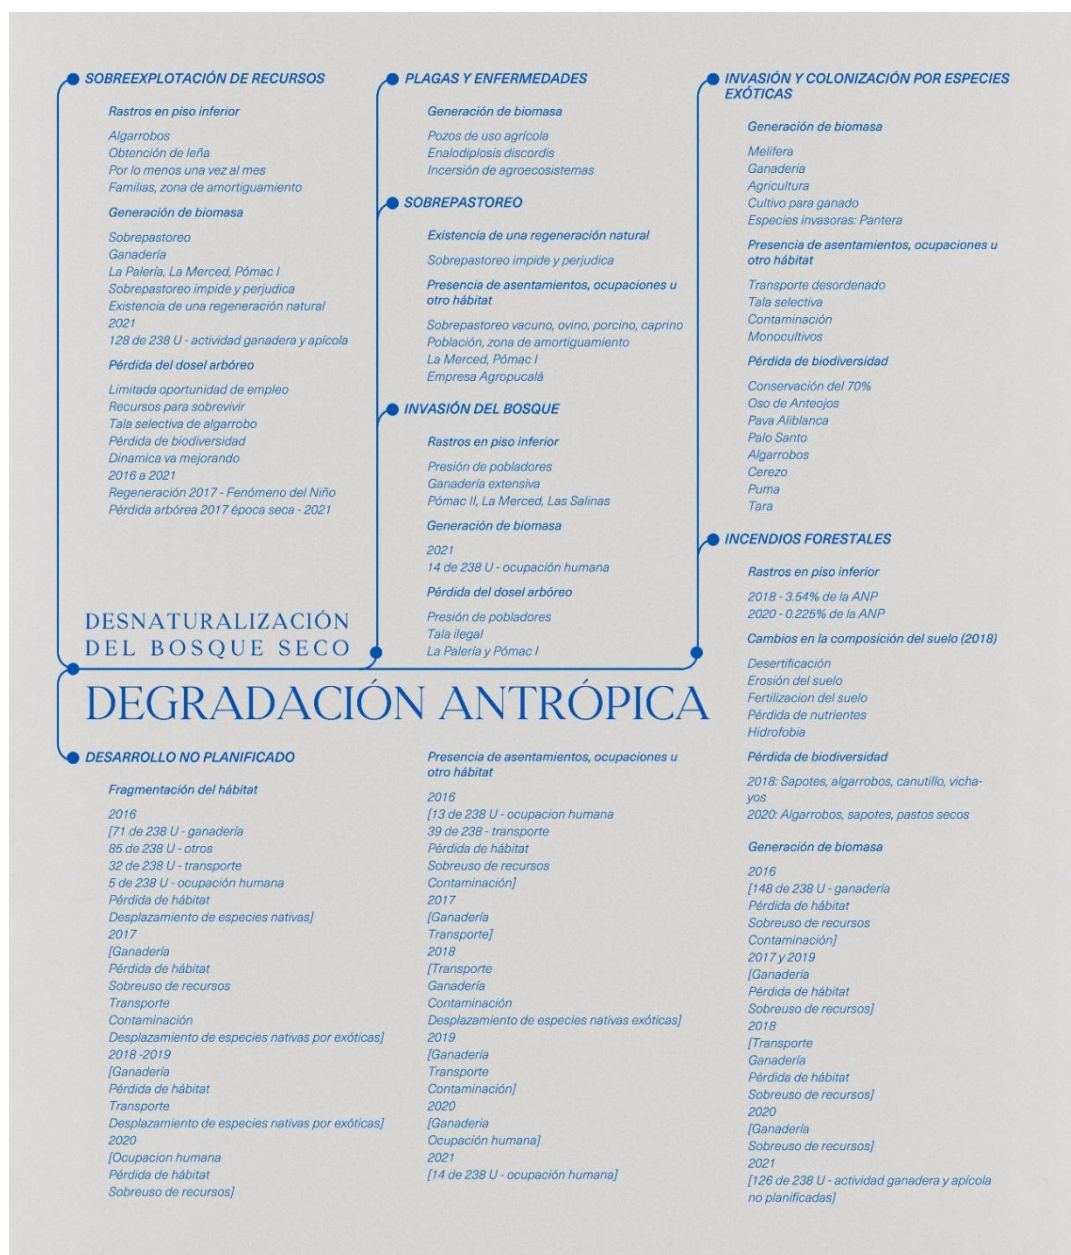 SOBREEXPLOTACIÓN DE RECURSOS
Rastros en piso inferior
Algarrobos
Obtención de leña
Por lo menos una vez al mes
Familias, zona de amortiguamiento
Generación de biomasa
Sobrepastoreo
Ganadería
La Palería, La Merced, Pómac I
Sobrepastoreo impide y perjudica
Existencia de una regeneración natural
2021
128 de 238 U - actividad ganadera y apícola
Pérdida del dosel arbóreo
Limitada oportunidad de empleo
Recursos para sobrevivir
Tala selectiva de algarrobo
Pérdida de biodiversidad
Dinamica va mejorando
2016 a 2021
Regeneración 2017 - Fenómeno del Niño
Pérdida arbórea 2017 época seca - 2021
PLAGAS Y ENFERMEDADES
Generación de biomasa
Pozos de uso agrícola
Enalodiplosis discordis
Incersión de agroecosistemas
SOBREPASTOREO
Existencia de una regeneración natural
Sobrepastoreo impide y perjudica
Presencia de asentamientos, ocupaciones u
otro hábitat
Sobrepastoreo vacuno, ovino, porcino, caprino
Población, zona de amortiguamiento
La Merced, Pómac I
Empresa Agropucalá
INVASIÓN DEL BOSQUE
Rastros en piso inferior
Presión de pobladores
Ganadería extensiva
Pómac II, La Merced, Las Salinas
Generación de biomasa
2021
14 de 238 U - ocupación humana
Pérdida del dosel arbóreo
Presión de pobladores
Tala ilegal
La Palería y Pómac I
INVASIÓN Y COLONIZACIÓN POR ESPECIES
EXÓTICAS
Generación de biomasa
Melífera
Ganaderia
Agricultura
Cultivo para ganado
Especies invasoras: Pantera
Presencia de asentamientos, ocupaciones u
otro hábitat
Transporte desordenado
Tala selectiva
Contaminación
Monocultivos
Pérdida de biodiversidad
Conservación del 70%
Oso de Anteojos
Pava Aliblanca
Palo Santo
Algarrobos
Cerezo
Puma
Tara
INCENDIOS FORESTALES
Rastros en piso inferior
2018 - 3.54% de la ANP
2020 - 0.225% de la ANP
Cambios en la composición del suelo (2018)
Desertificación
Erosión del suelo
Fertilizacion del suelo
Pérdida de nutrientes
Hidrofobia
Pérdida de biodiversidad
2018: Sapotes, algarrobos, canutillo, vicha-
yos
2020: Algarrobos, sapotes, pastos secos
Generación de biomasa
2016
[148 de 238 U - ganadería
Pérdida de hábitat
Sobreuso de recursos
Contaminación]
2017 y 2019
[Ganadería
Pérdida de hábitat
Sobreuso de recursos]
2018
[Transporte
Ganadería
Pérdida de hábitat
Sobreuso de recursos]
2020
[Ganadería
Sobreuso de recursos]
2021
[126 de 238 U - actividad ganadera y apícola
no planificadas]
DESNATURALIZACIÓN
DEL BOSQUE SECO
DEGRADACIÓN ANTRÓPICA
DESARROLLO NO PLANIFICADO
Fragmentación del hábitat
2016
[71 de 238 U - ganadería
85 de 238 U - otros
32 de 238 U - transporte
5 de 238 U - ocupación humana
Pérdida de hábitat
Desplazamiento de especies nativas]
2017
[Ganadería
Pérdida de hábitat
Sobreuso de recursos
Transporte
Contaminación
Desplazamiento de especies nativas por exóticas]
2018 -2019
[Ganadería
Pérdida de hábitat
Transporte
Desplazamiento de especies nativas por exóticas]
2020
[Ocupacion humana
Pérdida de hábitat
Sobreuso de recursos]
Presencia de asentamientos, ocupaciones u
otro hábitat
2016
[13 de 238 U - ocupacion humana
39 de 238 - transporte
Pérdida de hábitat
Sobreuso de recursos
Contaminación]
2017
[Ganadería
Transporte]
2018
[Transporte
Ganadería
Contaminación
Desplazamiento de especies nativas exóticas]
2019
[Ganadería
Transporte
Contaminación]
2020
[Ganaderia
Ocupación humana]
2021
[14 de 238 U - ocupación humana]